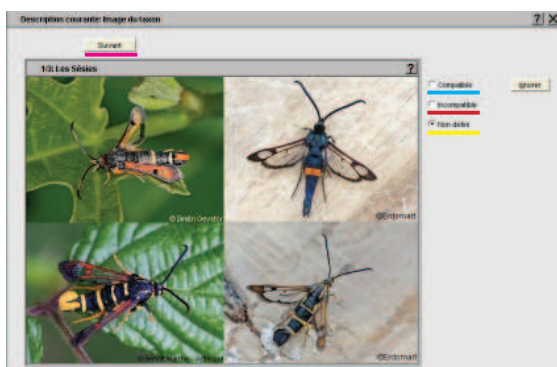 Description courante: Image du taxon
?
X
Suivant
1/3: Les Sésies
?
Compatible
Incompatible
Non défini
Ignorer
©Entomart
©Entomart